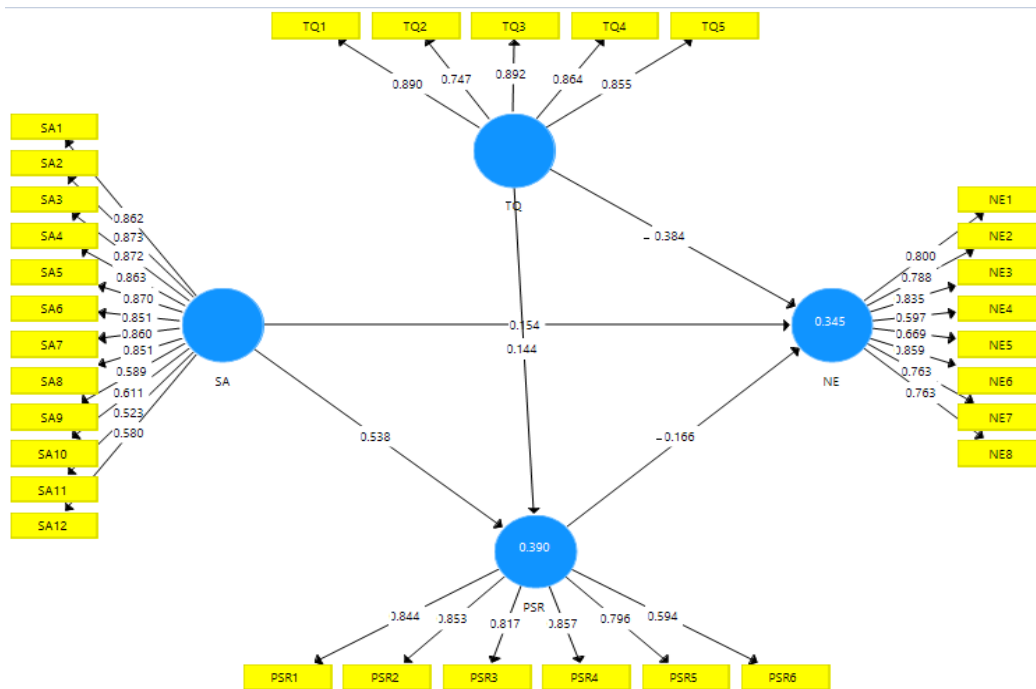 TQ1 TQ2 TQ3 TQ4 TQ5
0.890 0.747 0.892 0.864 0.855
TQ
SA1
SA2
SA3
SA4
SA5
SA6
SA7
SA8
SA9
SA10
SA11
SA12
0.862
0.873
0.872
0.863
0.870
0.851
0.860
0.851
0.589
0.611
0.523
0.580
SA
-0.384
0.154
0.144
0.538
-0.166
0.345
NE
0.800
0.788
0.835
0.597
0.669
0.859
0.763
0.763
NE1
NE2
NE3
NE4
NE5
NE6
NE7
NE8
0.390
PSR
0.844 0.853 0.817 0.857 0.796 0.594
PSR1 PSR2 PSR3 PSR4 PSR5 PSR6